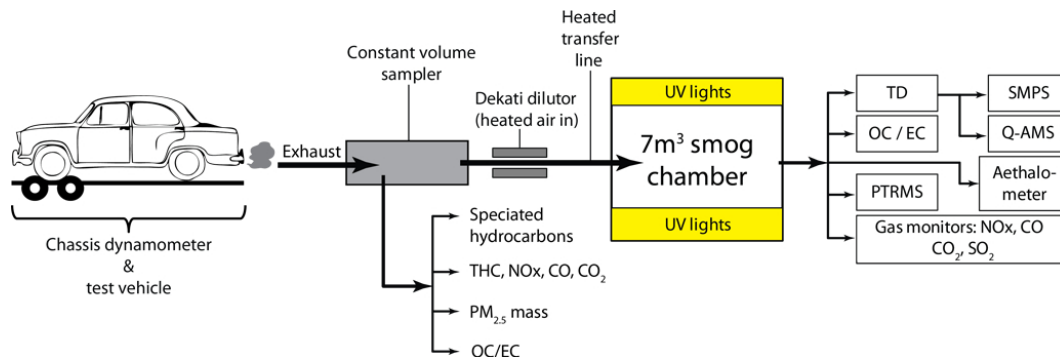 Constant volume
sampler
Heated
transfer
line
Dekati dilutor
(heated air in)
Exhaust
UV lights
7m³ smog
chamber
UV lights
TD
SMPS
OC / EC
Q-AMS
PTRMS
Aethalo-
meter
Gas monitors: NOx, CO
CO₂, SO₂
Chassis dynamometer
&
test vehicle
Speciated
hydrocarbons
THC, NOx, CO, CO₂
PM₂.₅ mass
OC/EC